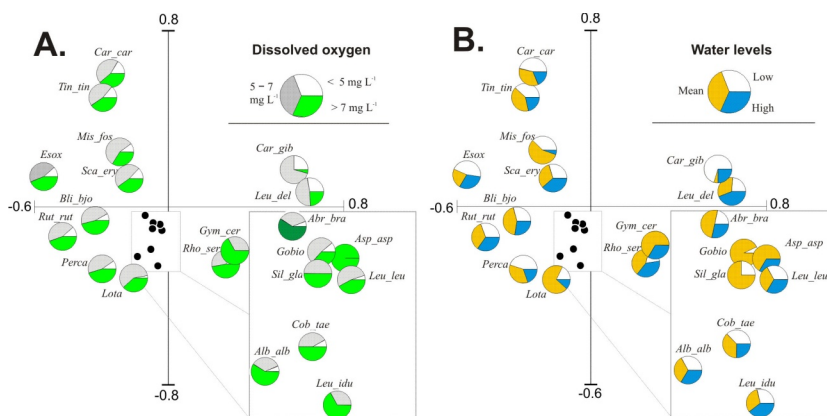 A.
0.8
Car_car
Dissolved oxygen
5 – 7
mg L⁻¹
< 5 mg L⁻¹
> 7 mg L⁻¹
Tin_tin
Mis_fos
Esox
Sca_ery
Car_gib
Leu_del
-0.6
0.8
Bli_bjo
Rut_rut
Gym_cer
Abr_bra
Asp_asp
Gobio
Rho_ser
Perca
Lota
Sil_gla
Leu_leu
Cob_tae
Alb_alb
Leu_idu
-0.8
B.
0.8
Car_car
Water levels
Mean
Low
High
Tin_tin
Mis_fos
Esox
Sca_ery
Car_gib
Leu_del
-0.6
0.8
Bli_bjo
Rut_rut
Gym_cer
Abr_bra
Asp_asp
Gobio
Rho_ser
Perca
Lota
Sil_gla
Leu_leu
Cob_tae
Alb_alb
Leu_idu
-0.6